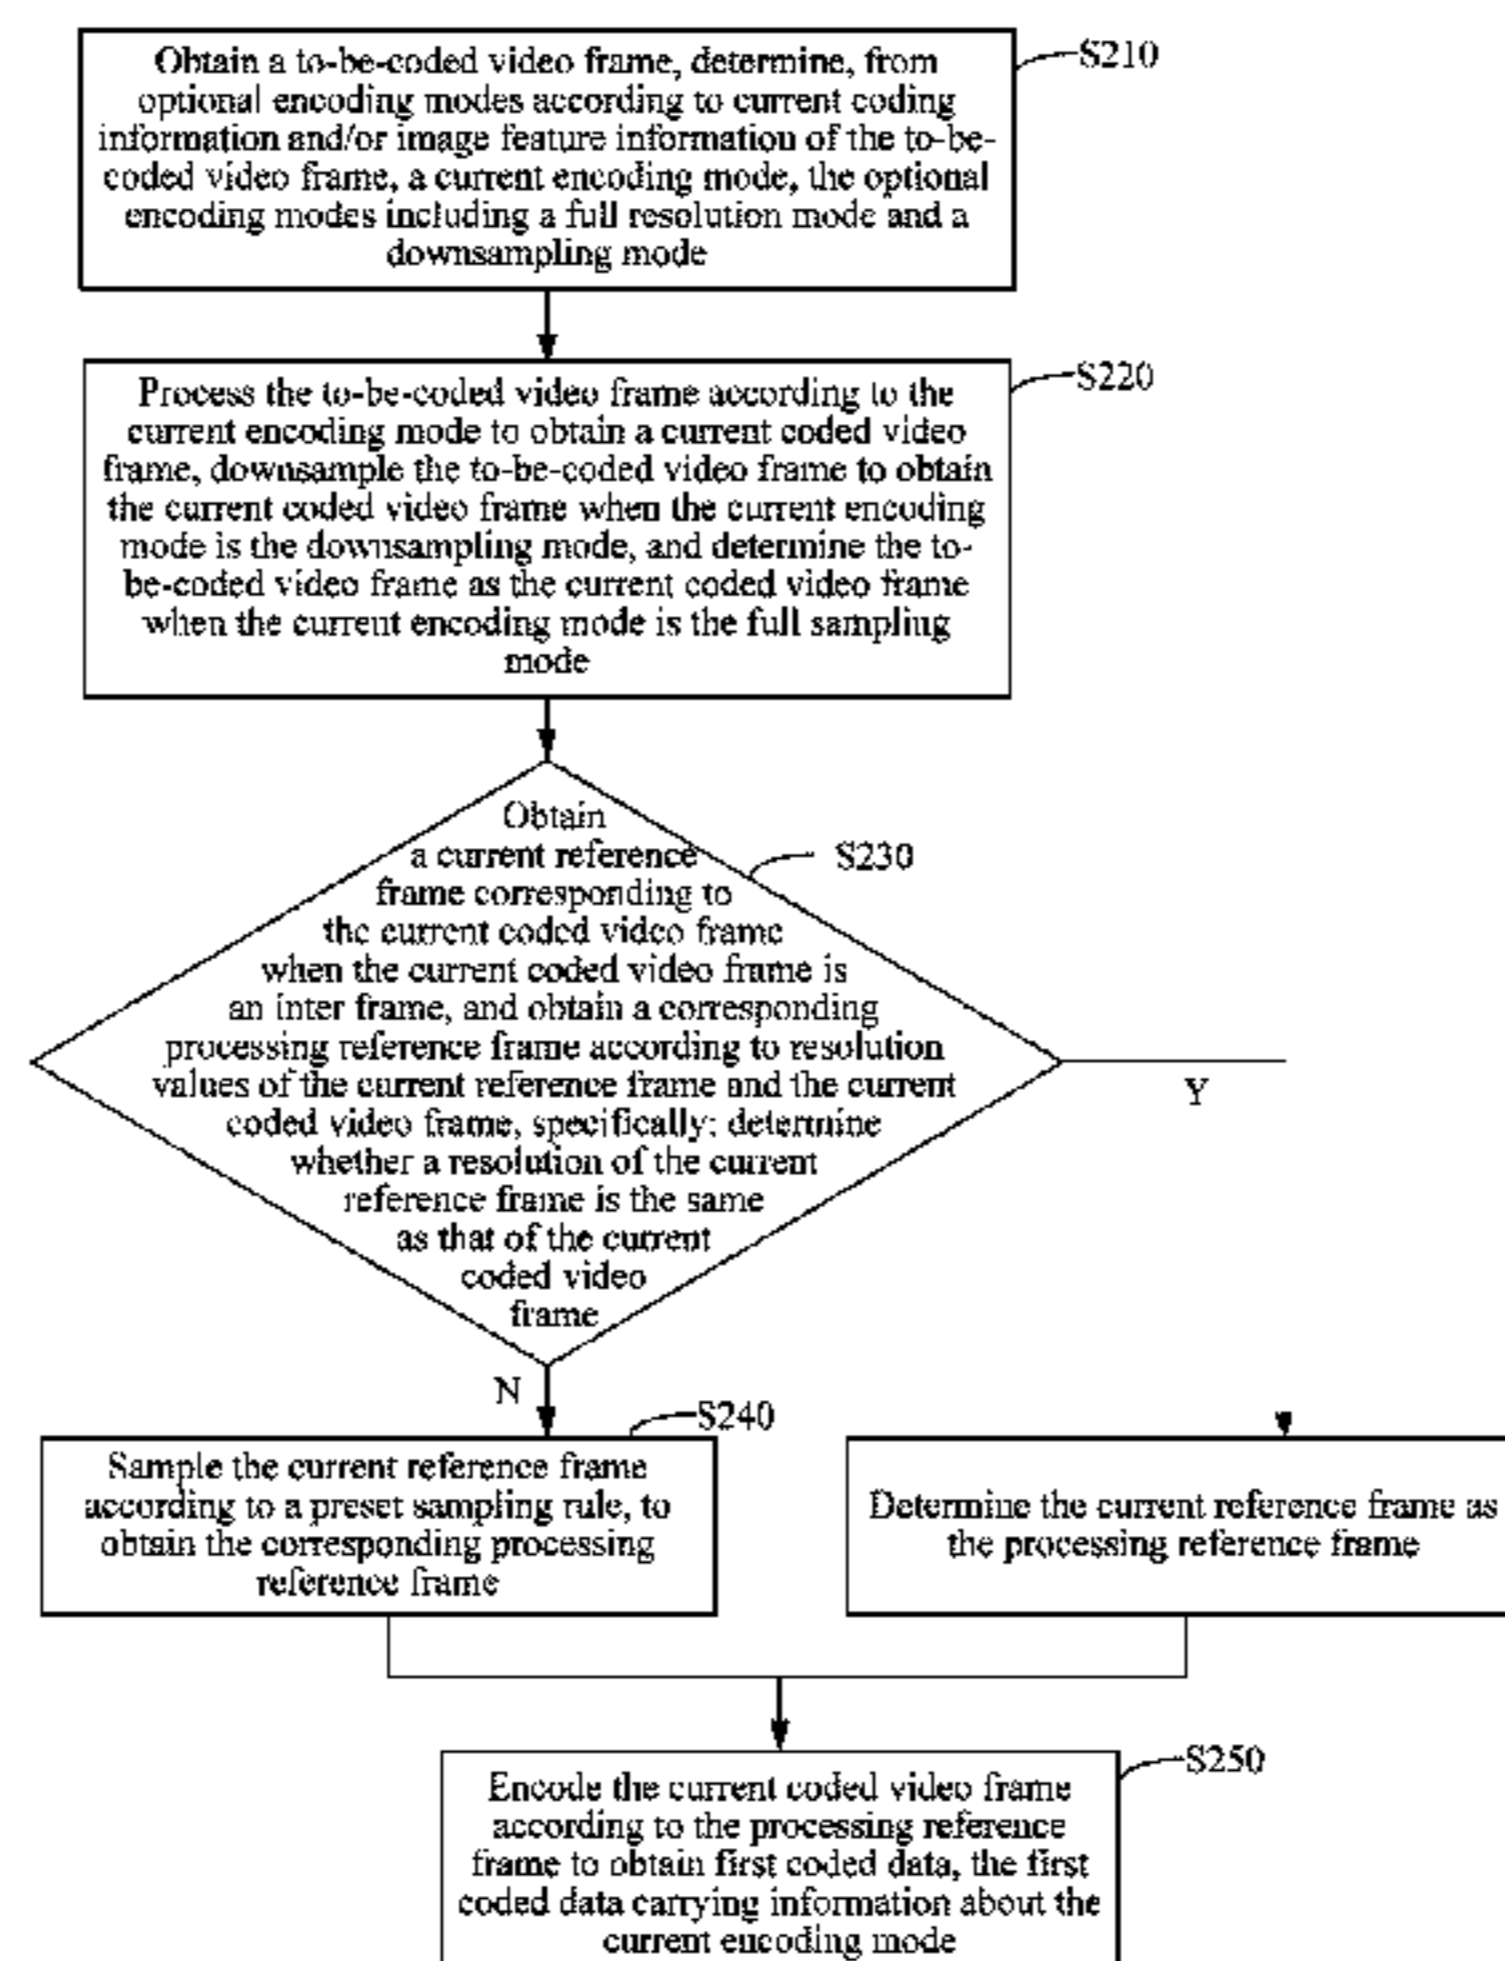 Obtain a to-be-coded video frame, determine, from
optional encoding modes according to current coding
information and/or image feature information of the to-be-
coded video frame, a current encoding mode, the optional
encoding modes including a full resolution mode and a
downsampling mode
S210
Process the to-be-coded video frame according to the
current encoding mode to obtain a current coded video
frame, downsample the to-be-coded video frame to obtain
the current coded video frame when the current encoding
mode is the downsampling mode, and determine the to-
be-coded video frame as the current coded video frame
when the current encoding mode is the full sampling
mode
S220
Obtain
a current reference
frame corresponding to
the current coded video frame
when the current coded video frame is
an inter frame, and obtain a corresponding
processing reference frame according to resolution
values of the current reference frame and the current
coded video frame, specifically: determine
whether a resolution of the current
reference frame is the same
as that of the current
coded video
frame
S230
Y
N
S240
Sample the current reference frame
according to a preset sampling rule, to
obtain the corresponding processing
reference frame
Determine the current reference frame as
the processing reference frame
S250
Encode the current coded video frame
according to the processing reference
frame to obtain first coded data, the first
coded data carrying information about the
current encoding mode